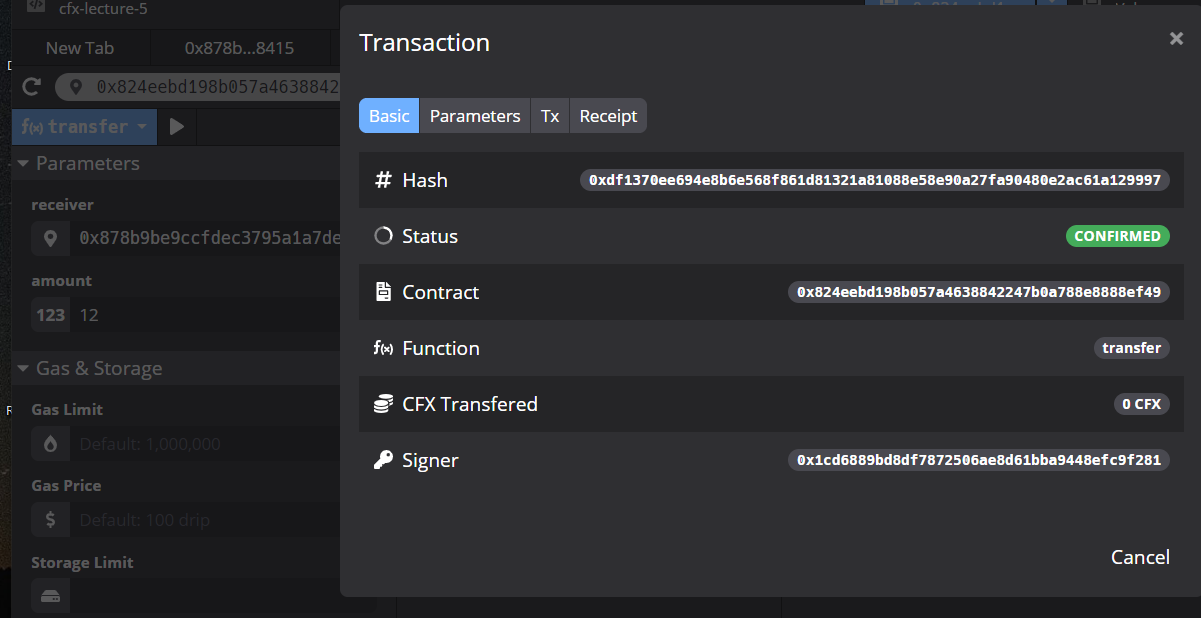 cfx-lecture-5
New Tab
0x878b...8415
0x824eebd198b057a4638842
f(x) transfer
Parameters
receiver
0x878b9be9ccfdec3795a1a7de
amount
123 12
Gas & Storage
Gas Limit
Default: 1,000,000
Gas Price
$ Default: 100 drip
Storage Limit
Transaction
×
Basic Parameters Tx Receipt
# Hash 0xdf1370ee694e8b6e568f861d81321a81088e58e90a27fa90480e2ac61a129997
Status CONFIRMED
Contract 0x824eebd198b057a4638842247b0a788e8888ef49
f(x) Function transfer
CFX Transfered 0 CFX
Signer 0x1cd6889bd8df7872506ae8d61bba9448efc9f281
Cancel